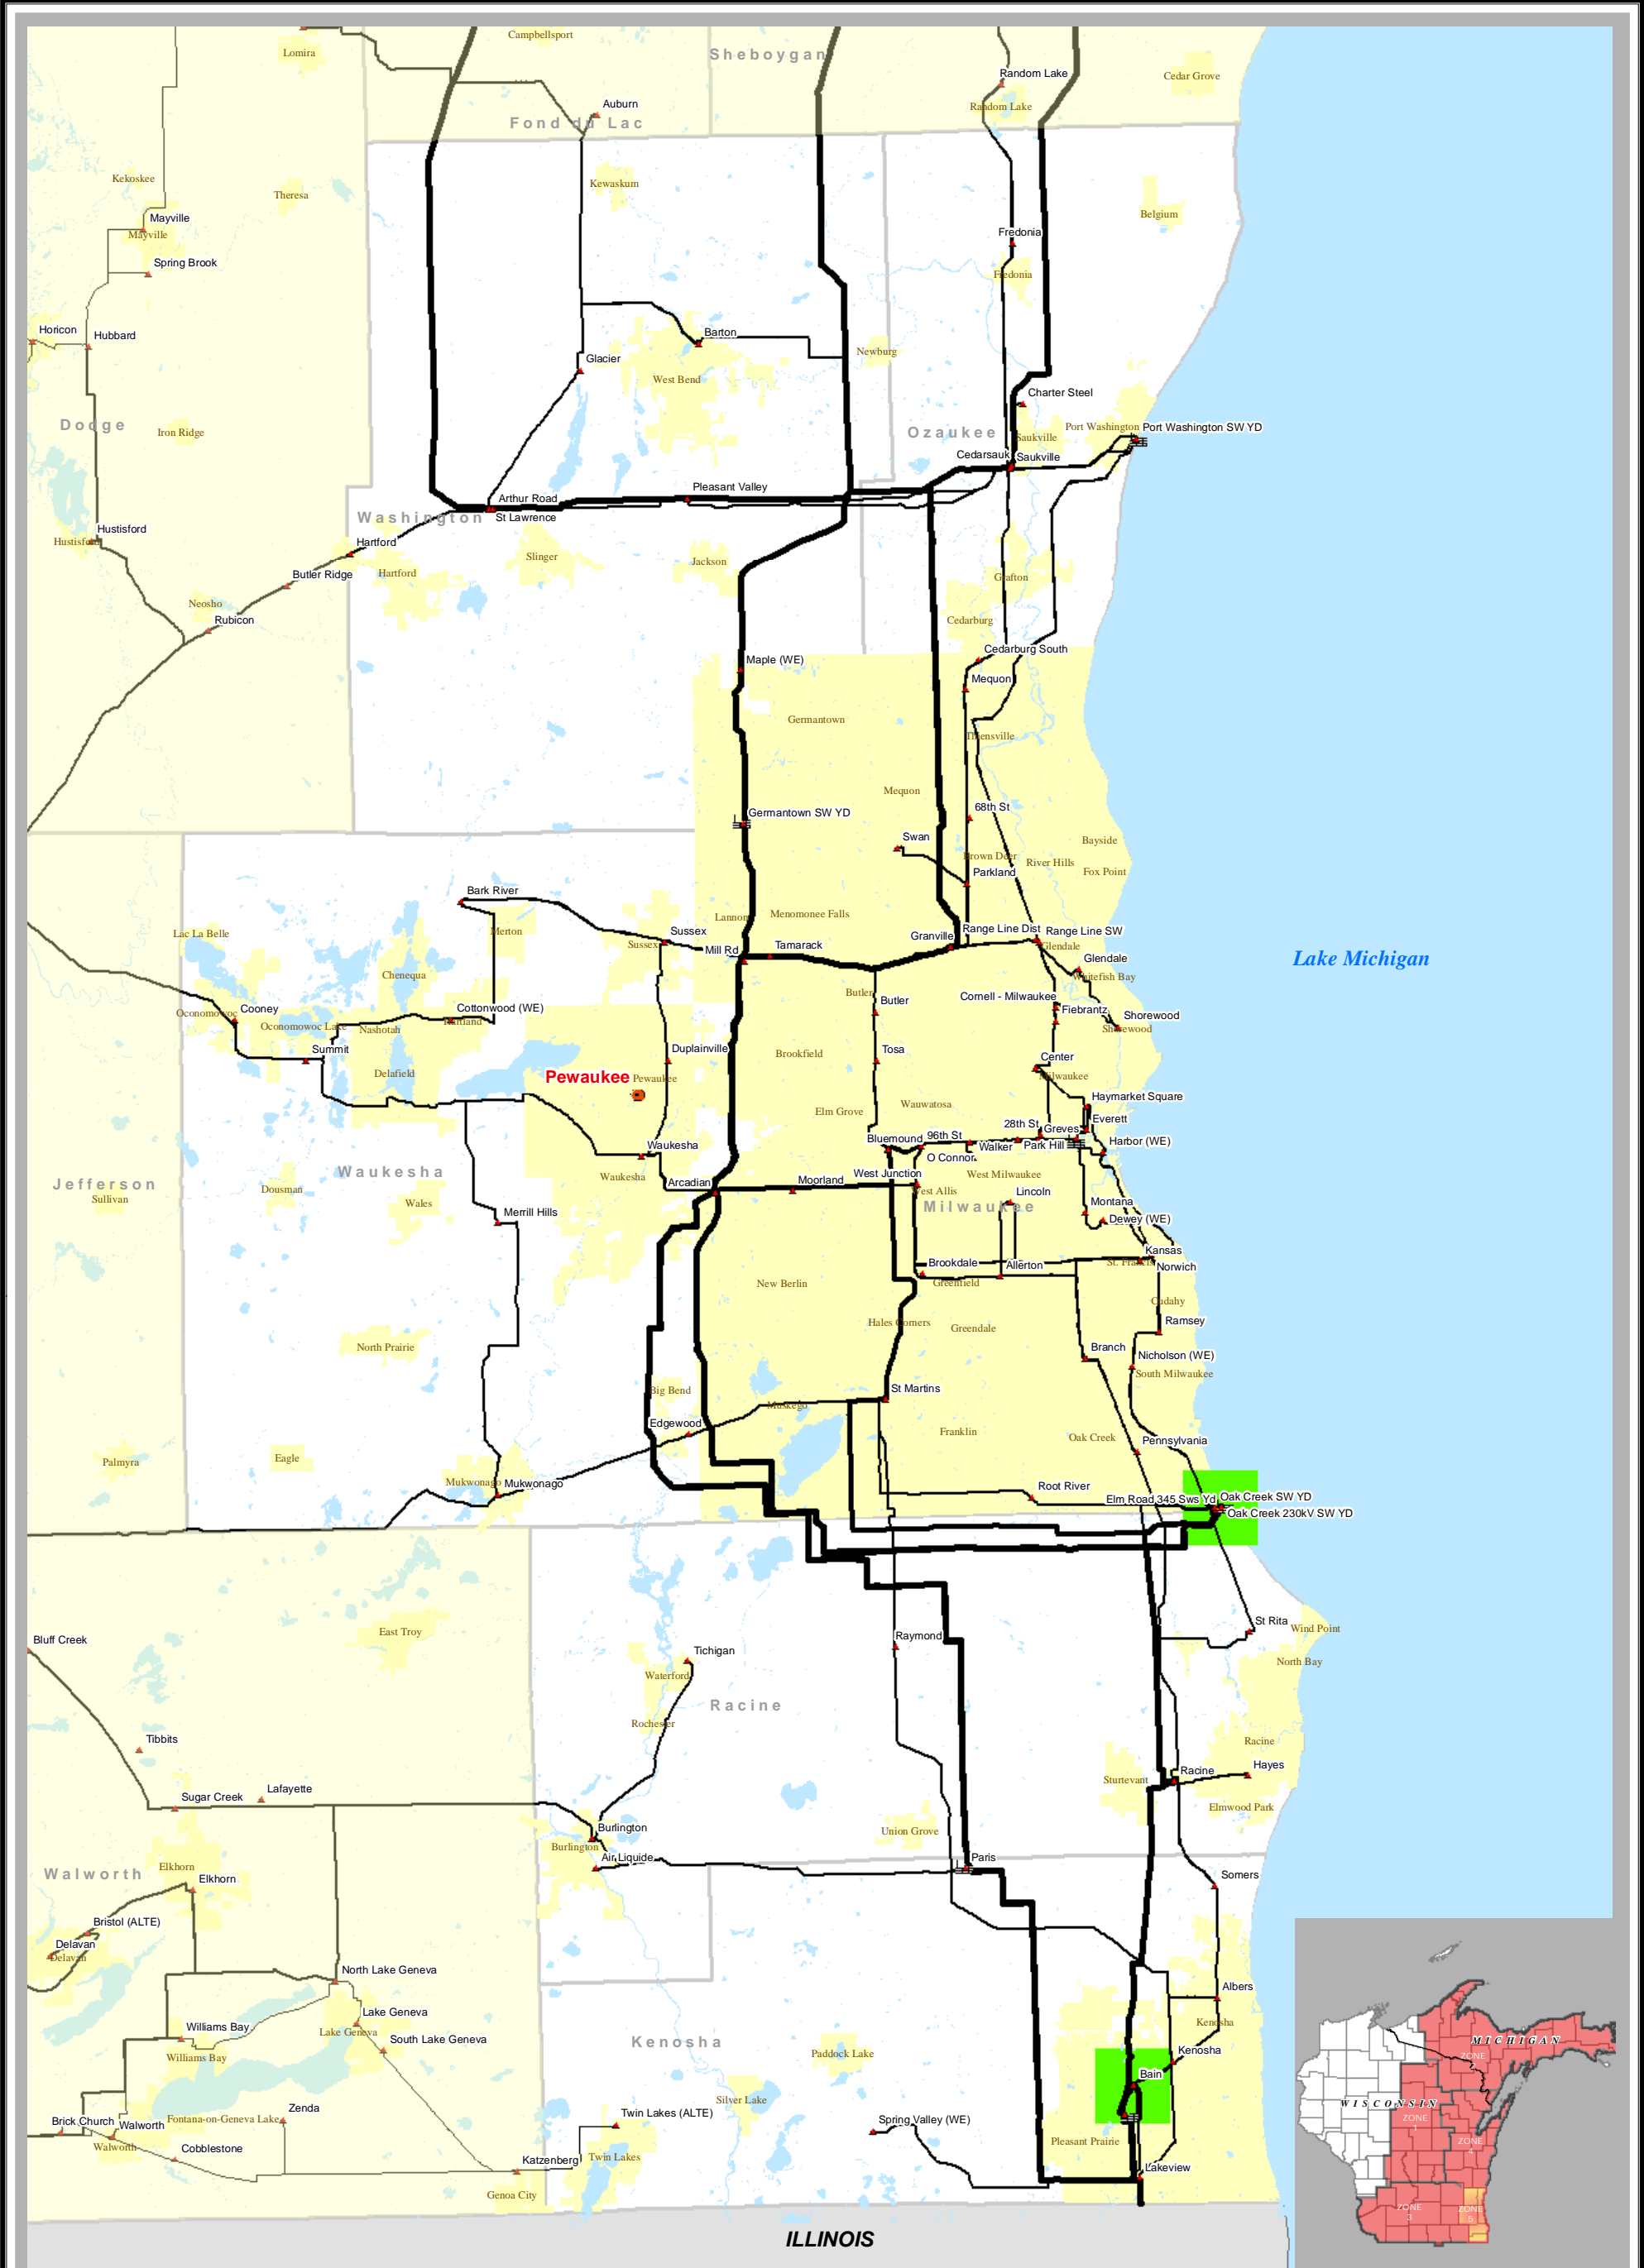 Campbellsport
Sheboygan
Lomira
Random Lake
Cedar Grove
Auburn
Random Lake
Fond du Lac
Kekoskee
Kewaskum
Theresa
Belgium
Mayville
Mayville
Fredonia
Spring Brook
Fredonia
Horicon
Hubbard
Barton
Newburg
Glacier
West Bend
Charter Steel
Dodge
Iron Ridge
Ozaukee
Port Washington
Port Washington SW YD
Saukville
Cedarsauk
Saukville
Pleasant Valley
Arthur Road
Washington
St Lawrence
Hustisford
Hustisford
Hartford
Slinger
Jackson
Butler Ridge
Hartford
Grafton
Neosho
Rubicon
Cedarburg
Cedarburg South
Maple (WE)
Mequon
Germantown
Thiensville
Mequon
68th St
Germantown SW YD
Swan
Bayside
Brown Deer
River Hills
Parkland
Fox Point
Bark River
Lannon
Menomonee Falls
Lac La Belle
Merton
Sussex
Range Line Dist
Range Line SW
Granville
Sussex
Mill Rd
Tamarack
Glendale
Glendale
Lake Michigan
Chenequa
Whitefish Bay
Butler
Cornell - Milwaukee
Butler
Cooney
Cottonwood (WE)
Fiebrantz
Oconomowoc
Shorewood
Oconomowoc Lake
Nashotah
Hartland
Shorewood
Summit
Duplainville
Brookfield
Tosa
Center
Delafield
Pewaukee
Pewaukee
Milwaukee
Haymarket Square
Elm Grove
Wauwatosa
Everett
28th St
Greves
Bluemound
96th St
Harbor (WE)
Waukesha
Walker
Park Hill
O Connor
Waukesha
Waukesha
West Junction
West Milwaukee
Jefferson
Arcadian
Moorland
Sullivan
Dousman
Wales
West Allis
Lincoln
Milwaukee
Montana
Merrill Hills
Dewey (WE)
Kansas
Brookdale
Allerton
St. Francis
Norwich
New Berlin
Greenfield
Cudahy
Hales Corners
Greendale
Ramsey
North Prairie
Branch
Nicholson (WE)
South Milwaukee
Big Bend
St Martins
Muskego
Edgewood
Franklin
Oak Creek
Pennsylvania
Palmyra
Eagle
Mukwonago
Mukwonago
Root River
Elm Road 345 Sws Yd
Oak Creek SW YD
Oak Creek 230kV SW YD
East Troy
St Rita
Wind Point
Bluff Creek
Raymond
Tichigan
North Bay
Waterford
Racine
Rochester
Tibbits
Racine
Hayes
Racine
Sturtevant
Lafayette
Sugar Creek
Elmwood Park
Burlington
Union Grove
Burlington
Air Liquide
Paris
Elkhorn
Walworth
Elkhorn
Somers
Bristol (ALTE)
Delavan
Delavan
North Lake Geneva
Albers
Lake Geneva
Kenosha
Williams Bay
Lake Geneva
South Lake Geneva
Kenosha
Williams Bay
Paddock Lake
Kenosha
Bain
MICHIGAN
ZONE
Silver Lake
WISCONSIN
ZONE
Zenda
Fontana-on-Geneva Lake
Brick Church
Walworth
Twin Lakes (ALTE)
Spring Valley (WE)
Walworth
Cobblestone
Twin Lakes
Pleasant Prairie
ZONE
Katzenberg
Lakeview
Genoa City
ZONE
3
ZONE
5
ILLINOIS